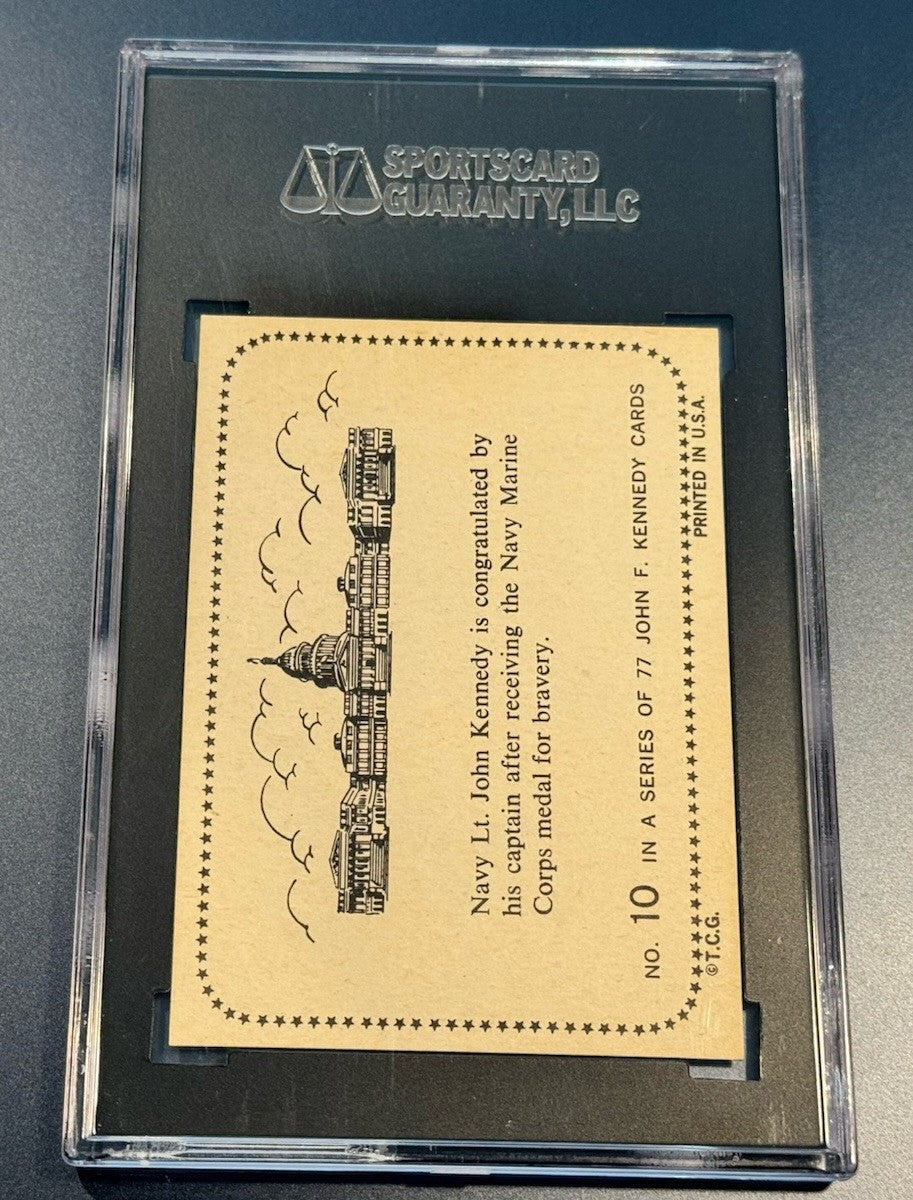 SPORTSCARD
GUARANTY, LLC
Navy Lt. John Kennedy is congratulated by
his captain after receiving the Navy Marine
Corps medal for bravery.
NO. 10 IN A SERIES OF 77 JOHN F. KENNEDY CARDS
©T.C.G.
PRINTED IN U.S.A.